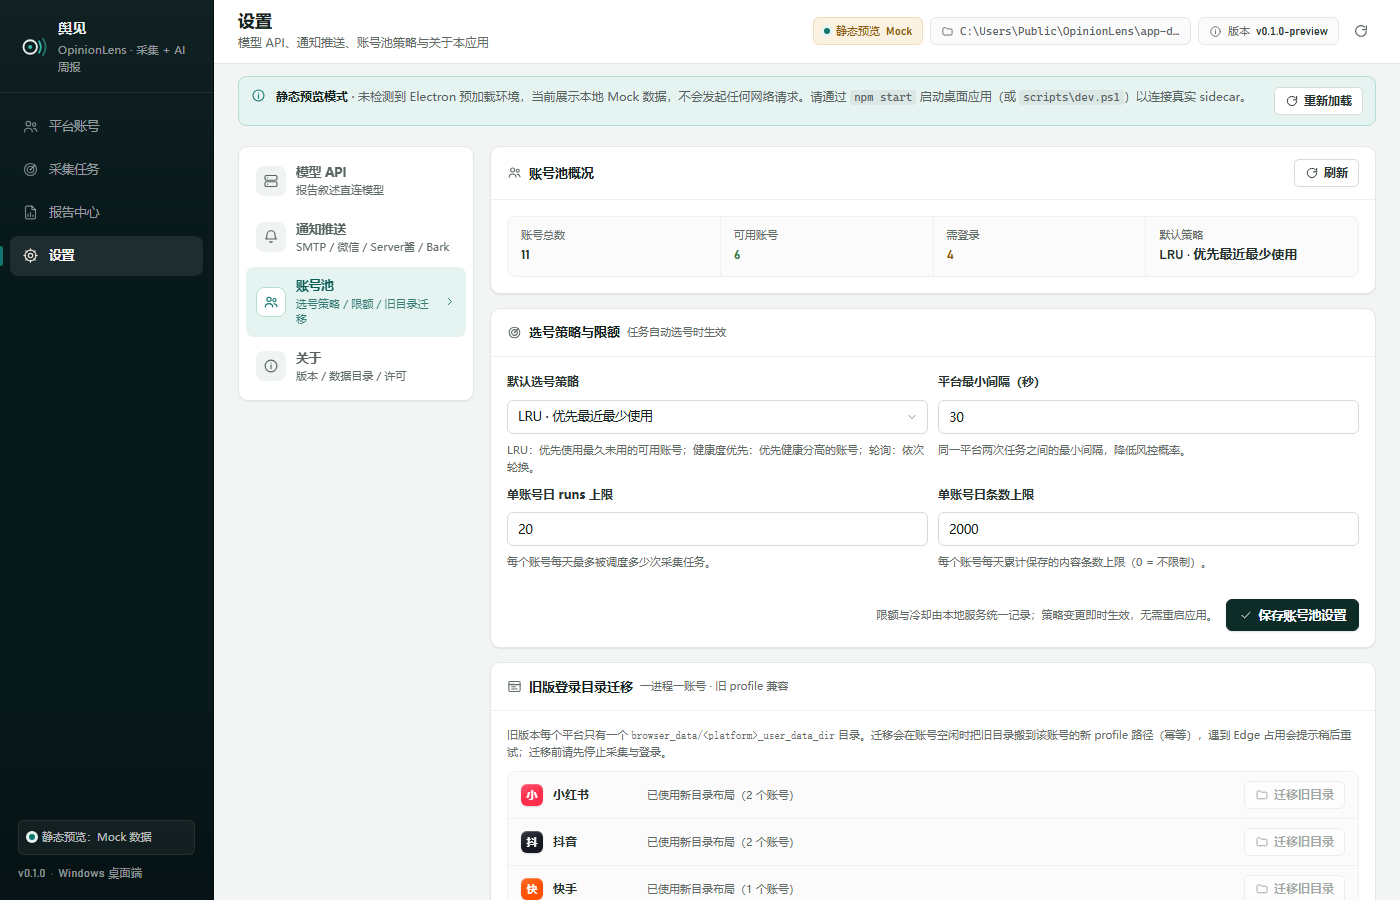 舆见
OpinionLens · 采集 + AI
周报
平台账号
采集任务
报告中心
设置
静态预览：Mock 数据
v0.1.0 · Windows 桌面端
设置
模型 API、通知推送、账号池策略与关于本应用
静态预览 Mock
C:\Users\Public\OpinionLens\app-d…
版本 v0.1.0-preview
静态预览模式 · 未检测到 Electron 预加载环境，当前展示本地 Mock 数据，不会发起任何网络请求。请通过 npm start 启动桌面应用（或 scripts\dev.ps1）以连接真实 sidecar。
重新加载
模型 API
报告叙述直连模型
通知推送
SMTP / 微信 / Server酱 / Bark
账号池
选号策略 / 限额 / 旧目录迁
移
关于
版本 / 数据目录 / 许可
账号池概况
刷新
账号总数
11
可用账号
6
需登录
4
默认策略
LRU · 优先最近最少使用
选号策略与限额 任务自动选号时生效
默认选号策略
LRU · 优先最近最少使用
LRU：优先使用最久未用的可用账号；健康度优先：优先健康分高的账号；轮询：依次
轮换。
平台最小间隔（秒）
30
同一平台两次任务之间的最小间隔，降低风控概率。
单账号日 runs 上限
20
每个账号每天最多被调度多少次采集任务。
单账号日条数上限
2000
每个账号每天累计保存的内容条数上限（0 = 不限制）。
限额与冷却由本地服务统一记录；策略变更即时生效，无需重启应用。
保存账号池设置
旧版登录目录迁移 一进程一账号 · 旧 profile 兼容
旧版本每个平台只有一个 browser_data/<platform>_user_data_dir 目录。迁移会在账号空闲时把旧目录搬到该账号的新 profile 路径（幂等），遇到 Edge 占用会提示稍后重
试；迁移前请先停止采集与登录。
小 小红书 已使用新目录布局（2 个账号） 迁移旧目录
抖 抖音 已使用新目录布局（2 个账号） 迁移旧目录
快 快手 已使用新目录布局（1 个账号） 迁移旧目录